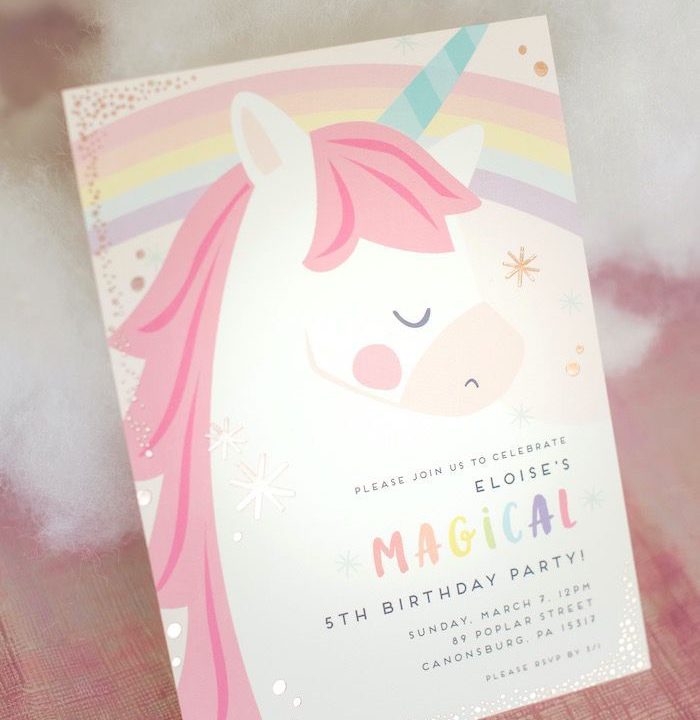 PLEASE JOIN US TO CELEBRATE
ELOISE'S
MAGiCAL
5TH BIRTHDAY PARTY!
SUNDAY, MARCH 7, 12PM
89 POPLAR STREET
CANONSBURG, PA 15317
PLEASE RSVP BY 3/1